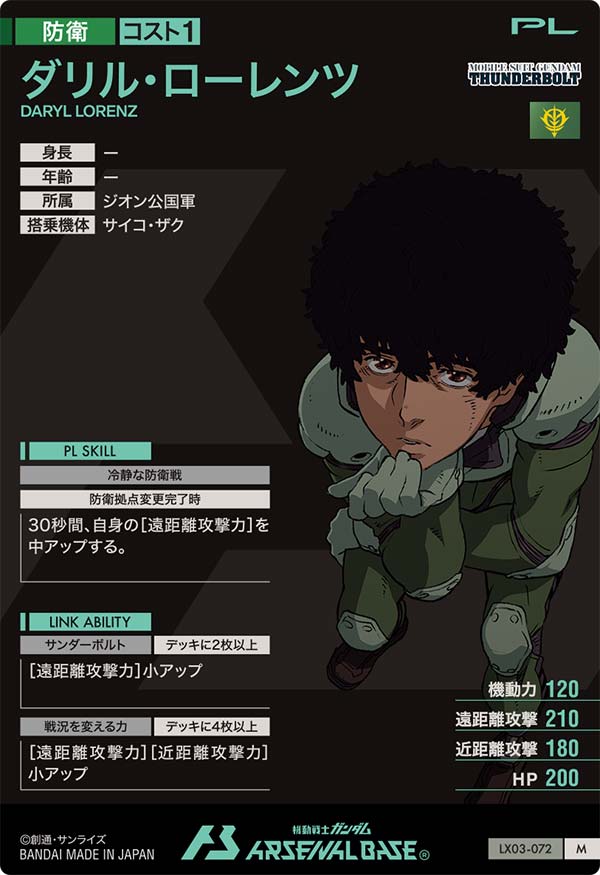 防衛 コスト1 PL
ダリル・ローレンツ
DARYL LORENZ
MOBILE SUIT GUNDAM
THUNDERBOLT
身長 ー
年齢 ー
所属 ジオン公国軍
搭乗機体 サイコ・ザク
PL SKILL
冷静な防衛戦
防衛拠点変更完了時
30秒間、自身の[遠距離攻撃力]を
中アップする。
LINK ABILITY
サンダーボルト デッキに2枚以上
[遠距離攻撃力]小アップ
戦況を変える力 デッキに4枚以上
[遠距離攻撃力][近距離攻撃力]
小アップ
機動力 120
遠距離攻撃 210
近距離攻撃 180
HP 200
©創通・サンライズ
BANDAI MADE IN JAPAN
機動戦士ガンダム
AB ARSENAL BASE®
LX03-072 M